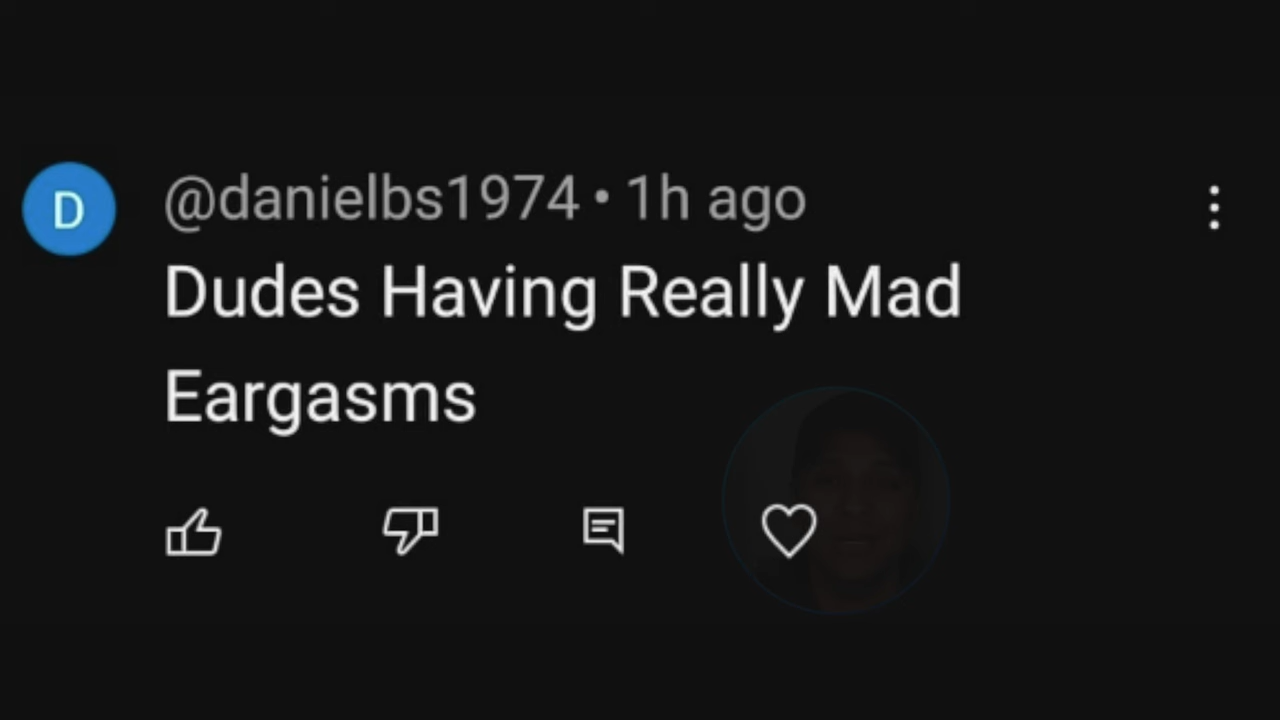 D
@danielbs1974 • 1h ago
Dudes Having Really Mad
Eargasms